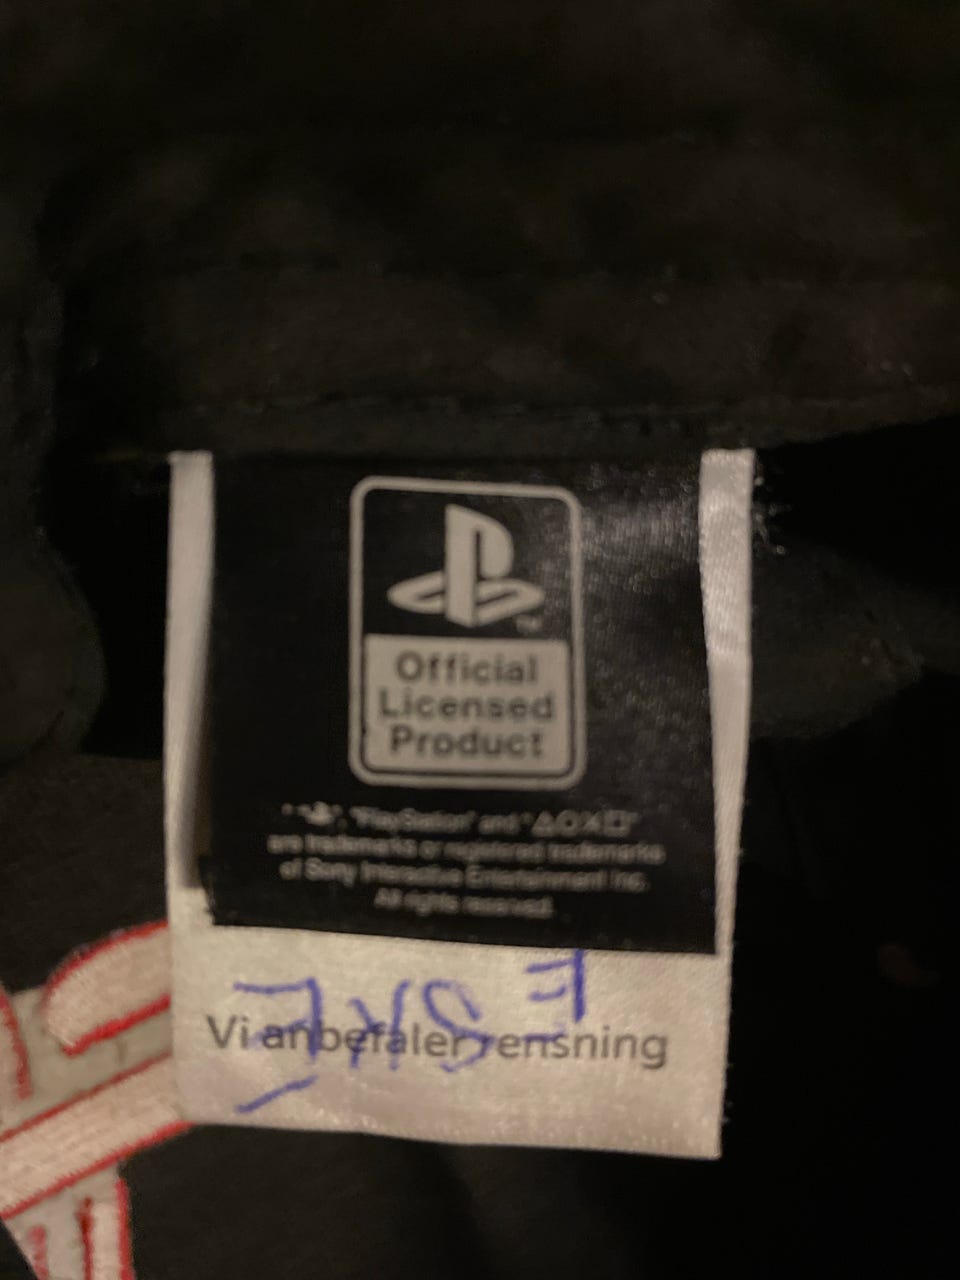 Official
Licensed
Product
"PlayStation" and "△○✕□"
are trademarks or registered trademarks
of Sony Interactive Entertainment Inc.
All rights reserved.
ESKE
Vi anbefaler rensning